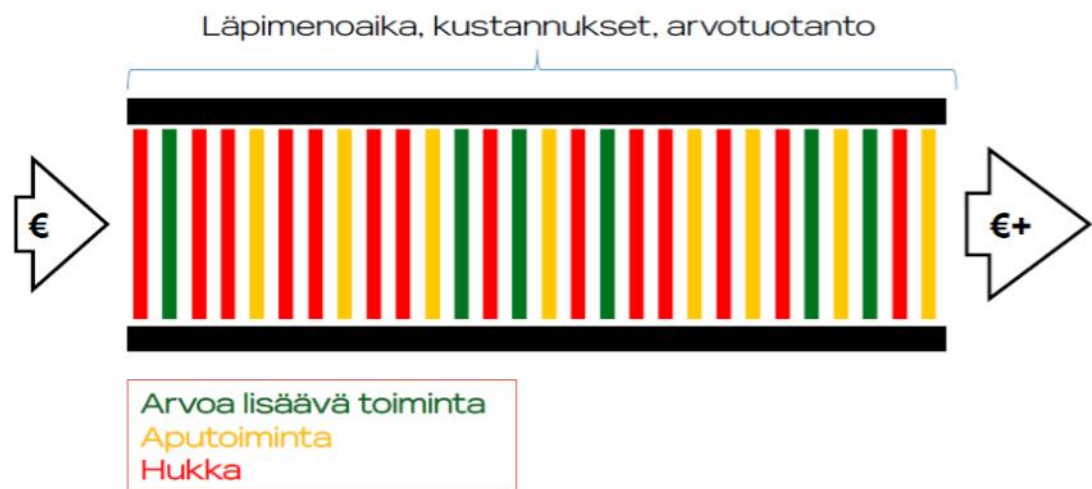 Läpimenoaika, kustannukset, arvotuotanto
€
€+
Arvoa lisäävä toiminta
Aputoiminta
Hukka